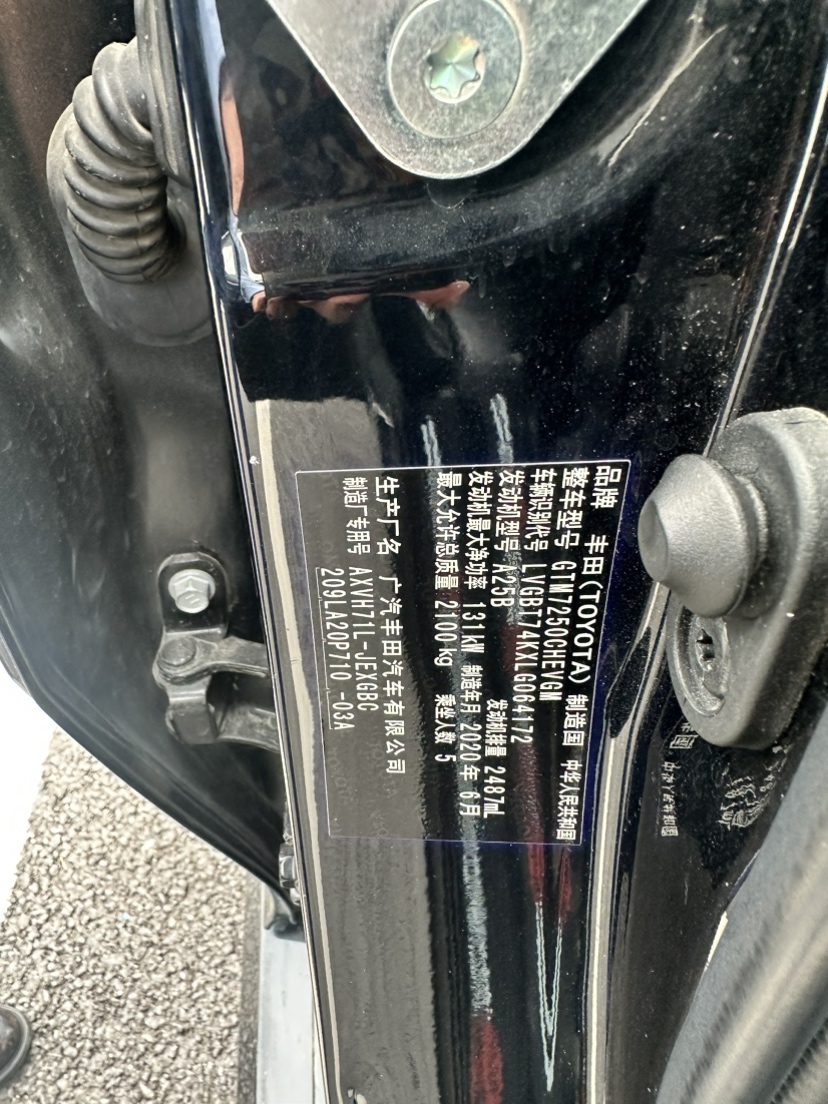 品牌 丰田(TOYOTA) 制造国 中华人民共和国
整车型号 GTM7250CHEVGM
车辆识别代号 LVGBB174KXLG064172
发动机型号 A25B 发动机排量 2487mL
发动机最大净功率 131kW 制造年月 2020年 6月
最大允许总质量 2100 kg 乘坐人数 5
生产厂名 广汽丰田汽车有限公司
制造厂专用号 AXVH71L-JEXGBC
209LA20P710 -03A